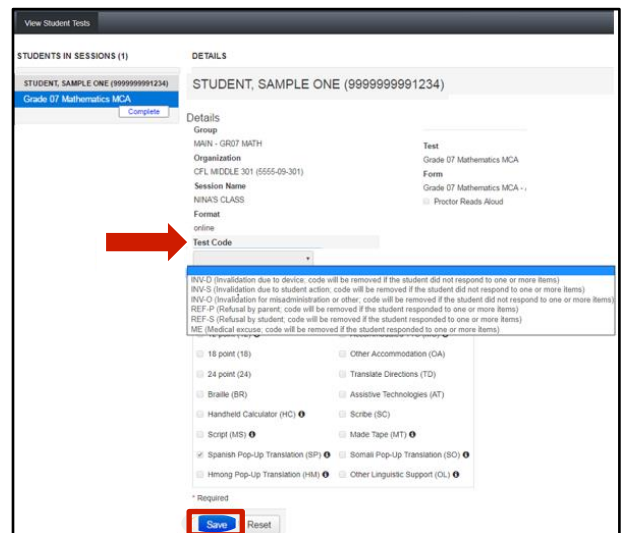 View Student Tests
STUDENTS IN SESSIONS (1)
DETAILS
STUDENT, SAMPLE ONE (9999999991234)
Grade 07 Mathematics MCA
Complete
STUDENT, SAMPLE ONE (9999999991234)
Details
Group
MAIN - GR07 MATH
Organization
CFL MIDDLE 301 (5555-09-301)
Session Name
NINA'S CLASS
Format
online
Test Code
Test
Grade 07 Mathematics MCA
Form
Grade 07 Mathematics MCA -
Proctor Reads Aloud
INV-D (Invalidation due to device; code will be removed if the student did not respond to one or more items)
INV-S (Invalidation due to student action; code will be removed if the student did not respond to one or more items)
INV-O (Invalidation for misadministration or other; code will be removed if the student did not respond to one or more items)
REF-P (Refusal by parent; code will be removed if the student responded to one or more items)
REF-S (Refusal by student; code will be removed if the student responded to one or more items)
ME (Medical excuse; code will be removed if the student responded to one or more items)
18 point (18)
Other Accommodation (OA)
24 point (24)
Translate Directions (TD)
Braille (BR)
Assistive Technologies (AT)
Handheld Calculator (HC)
Scribe (SC)
Script (MS)
Made Tape (MT)
Spanish Pop-Up Translation (SP)
Somali Pop-Up Translation (SO)
Hmong Pop-Up Translation (HM)
Other Linguistic Support (OL)
* Required
Save
Reset